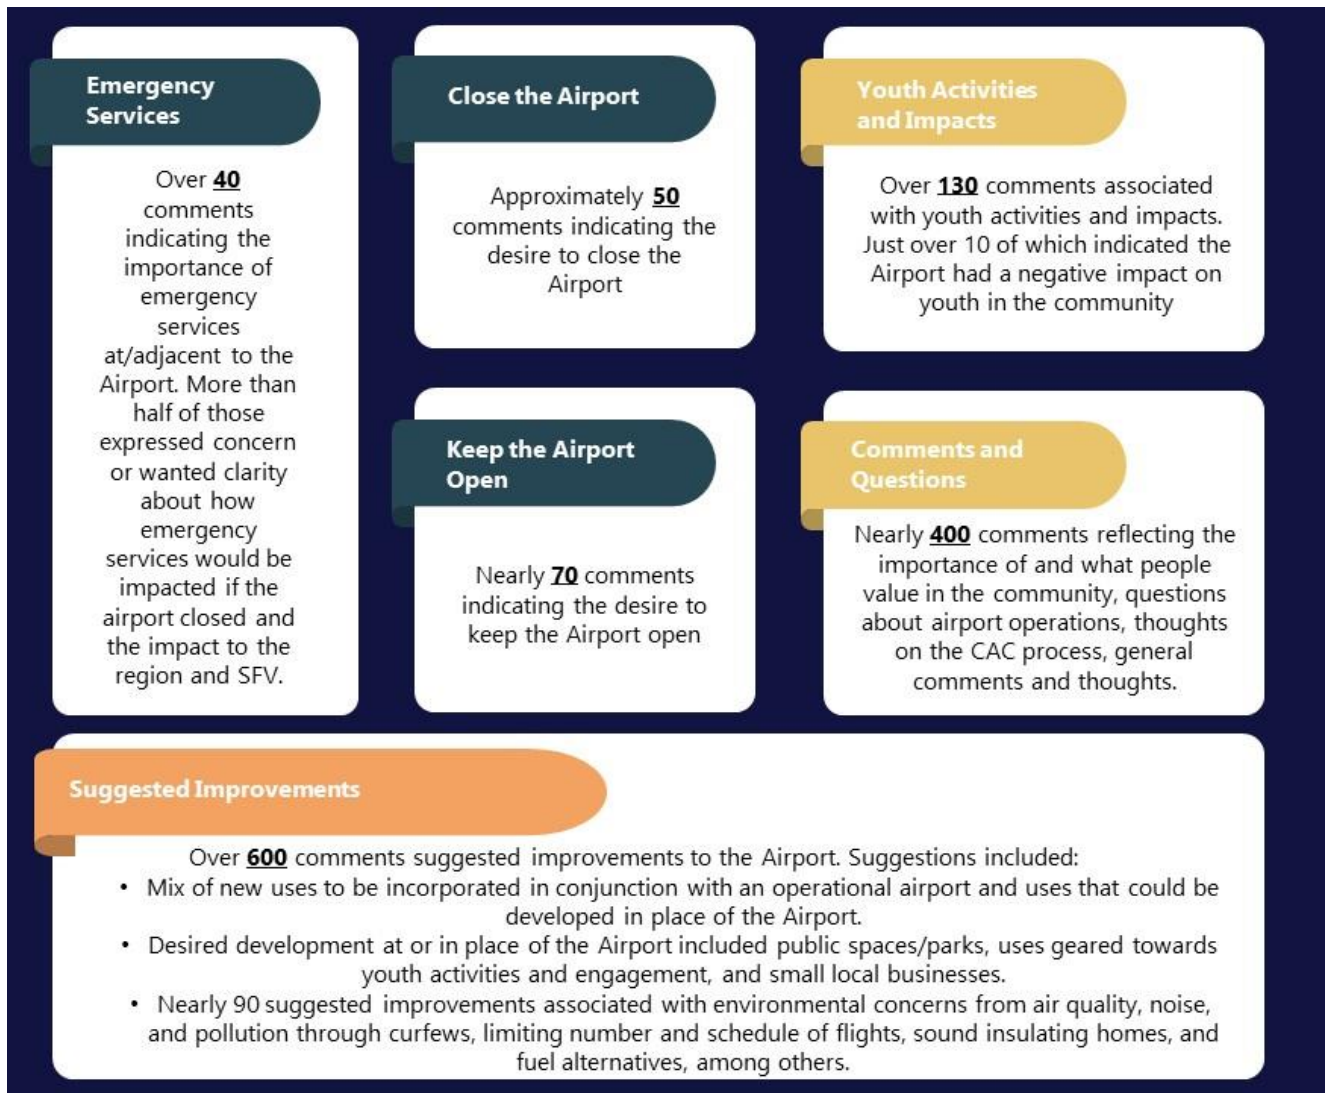 Emergency
Services
Over 40
comments
indicating the
importance of
emergency
services
at/adjacent to the
Airport. More than
half of those
expressed concern
or wanted clarity
about how
emergency
services would be
impacted if the
airport closed and
the impact to the
region and SFV.
Close the Airport
Approximately 50
comments indicating the
desire to close the
Airport
Keep the Airport
Open
Nearly 70 comments
indicating the desire to
keep the Airport open
Youth Activities
and Impacts
Over 130 comments associated
with youth activities and impacts.
Just over 10 of which indicated the
Airport had a negative impact on
youth in the community
Comments and
Questions
Nearly 400 comments reflecting the
importance of and what people
value in the community, questions
about airport operations, thoughts
on the CAC process, general
comments and thoughts.
Suggested Improvements
Over 600 comments suggested improvements to the Airport. Suggestions included:
• Mix of new uses to be incorporated in conjunction with an operational airport and uses that could be
developed in place of the Airport.
• Desired development at or in place of the Airport included public spaces/parks, uses geared towards
youth activities and engagement, and small local businesses.
• Nearly 90 suggested improvements associated with environmental concerns from air quality, noise,
and pollution through curfews, limiting number and schedule of flights, sound insulating homes, and
fuel alternatives, among others.